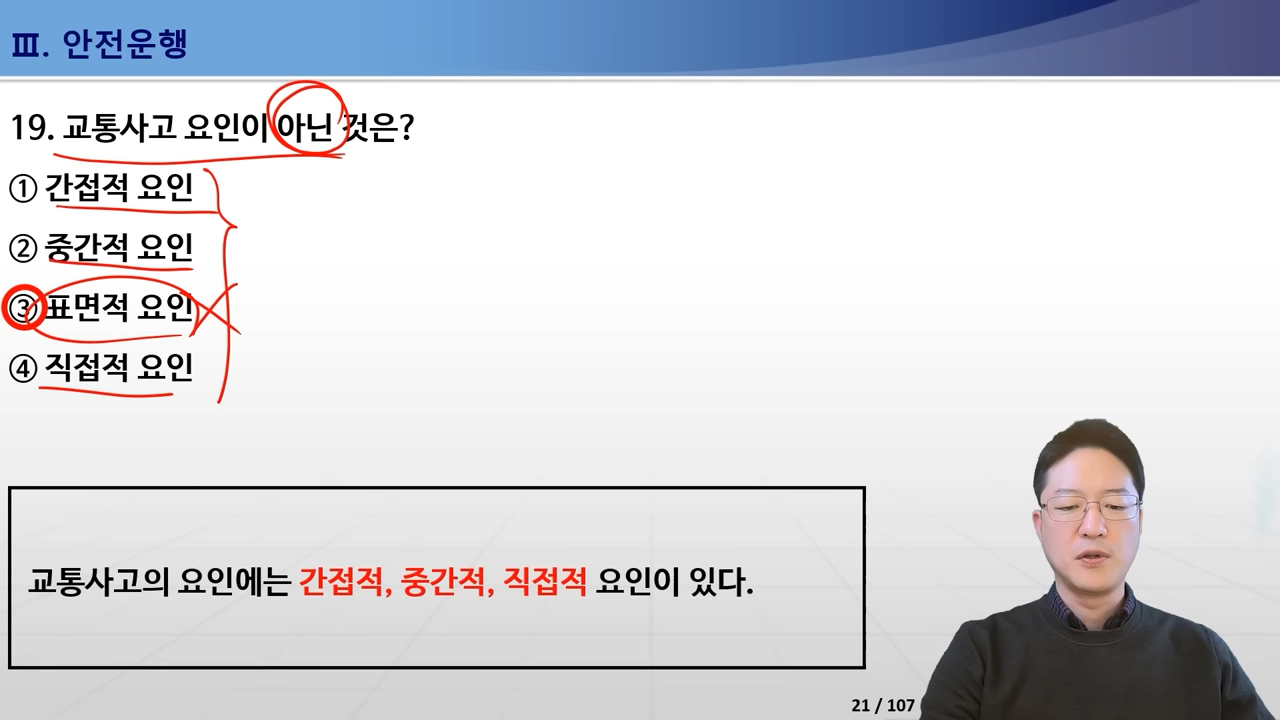 Ⅲ. 안전운행
19. 교통사고 요인이 아닌 것은?
① 간접적 요인
② 중간적 요인
③ 표면적 요인
④ 직접적 요인
교통사고의 요인에는 간접적, 중간적, 직접적 요인이 있다.
21 / 107